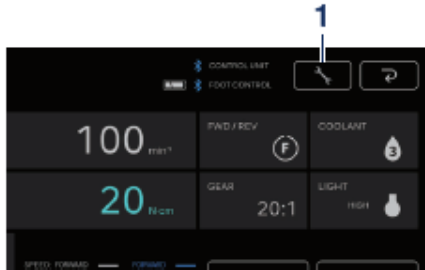 1
CONTROL UNIT
FOOT CONTROL
FWD/REV
COOLANT
100 min⁻¹
F
3
GEAR
LIGHT
20 Ncm
20:1
HIGH
SPEED: FORWARD
FORWARD